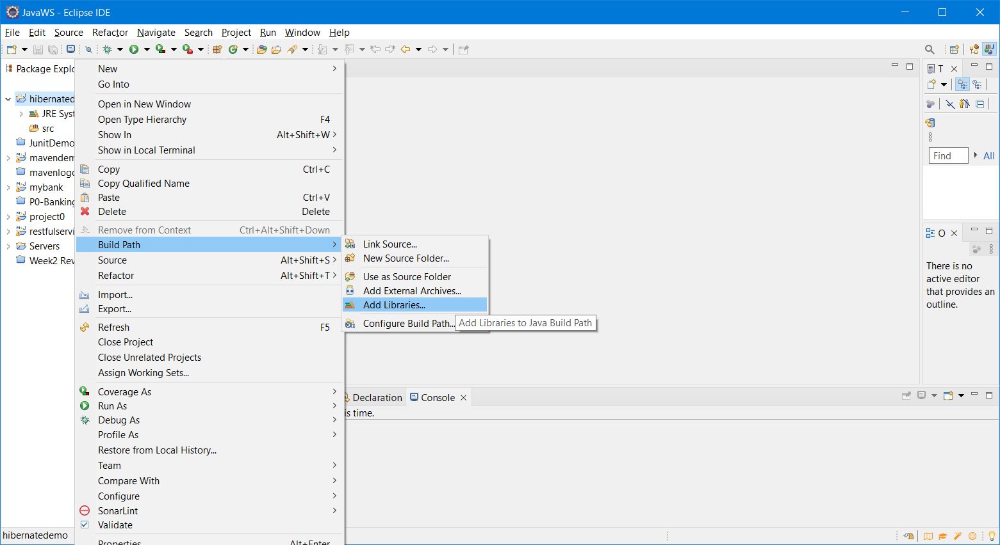 JavaWS - Eclipse IDE
File Edit Source Refactor Navigate Search Project Run Window Help
Package Explo
hibernated
JRE Syst
src
JunitDemo
mavendem
mavenlogg
mybank
P0-Banking
project0
restfulservi
Servers
Week2 Rev
New
Go Into
Open in New Window
Open Type Hierarchy F4
Show In Alt+Shift+W
Show in Local Terminal
Copy Ctrl+C
Copy Qualified Name
Paste Ctrl+V
Delete Delete
Remove from Context Ctrl+Alt+Shift+Down
Build Path
Source Alt+Shift+S
Refactor Alt+Shift+T
Import...
Export...
Refresh F5
Close Project
Close Unrelated Projects
Assign Working Sets...
Coverage As
Run As
Debug As
Profile As
Restore from Local History...
Team
Compare With
Configure
SonarLint
Validate
Properties Alt+Enter
Link Source...
New Source Folder...
Use as Source Folder
Add External Archives...
Add Libraries...
Configure Build Path...
Add Libraries to Java Build Path
Declaration
Console
is time.
T
Find
All
O
There is no
active editor
that provides an
outline.
hibernatedemo